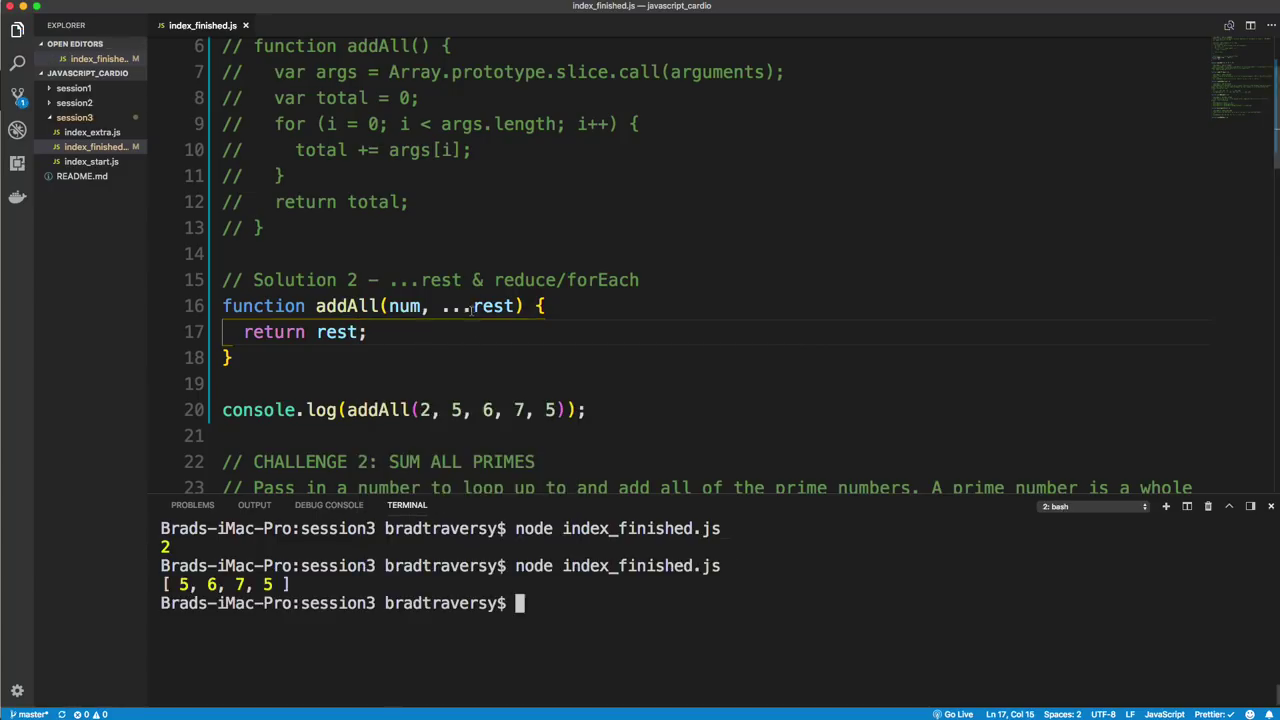 index_finished.js — javascript_cardio
EXPLORER
index_finished.js ×
OPEN EDITORS
index_finishe... M
JAVASCRIPT_CARDIO
session1
session2
session3
index_extra.js
index_finished... M
index_start.js
README.md
1
6 // function addAll() {
7 //   var args = Array.prototype.slice.call(arguments);
8 //   var total = 0;
9 //   for (i = 0; i < args.length; i++) {
10 //     total += args[i];
11 //   }
12 //   return total;
13 // }
14
15 // Solution 2 - ...rest & reduce/forEach
16 function addAll(num, ...rest) {
17   return rest;
18 }
19
20 console.log(addAll(2, 5, 6, 7, 5));
21
22 // CHALLENGE 2: SUM ALL PRIMES
23 // Pass in a number to loop up to and add all of the prime numbers. A prime number is a whole
PROBLEMS OUTPUT DEBUG CONSOLE TERMINAL 2: bash
Brads-iMac-Pro:session3 bradtraversy$ node index_finished.js
2
Brads-iMac-Pro:session3 bradtraversy$ node index_finished.js
[ 5, 6, 7, 5 ]
Brads-iMac-Pro:session3 bradtraversy$
master* 0 0 Go Live Ln 17, Col 15 Spaces: 2 UTF-8 LF JavaScript Prettier: ✓